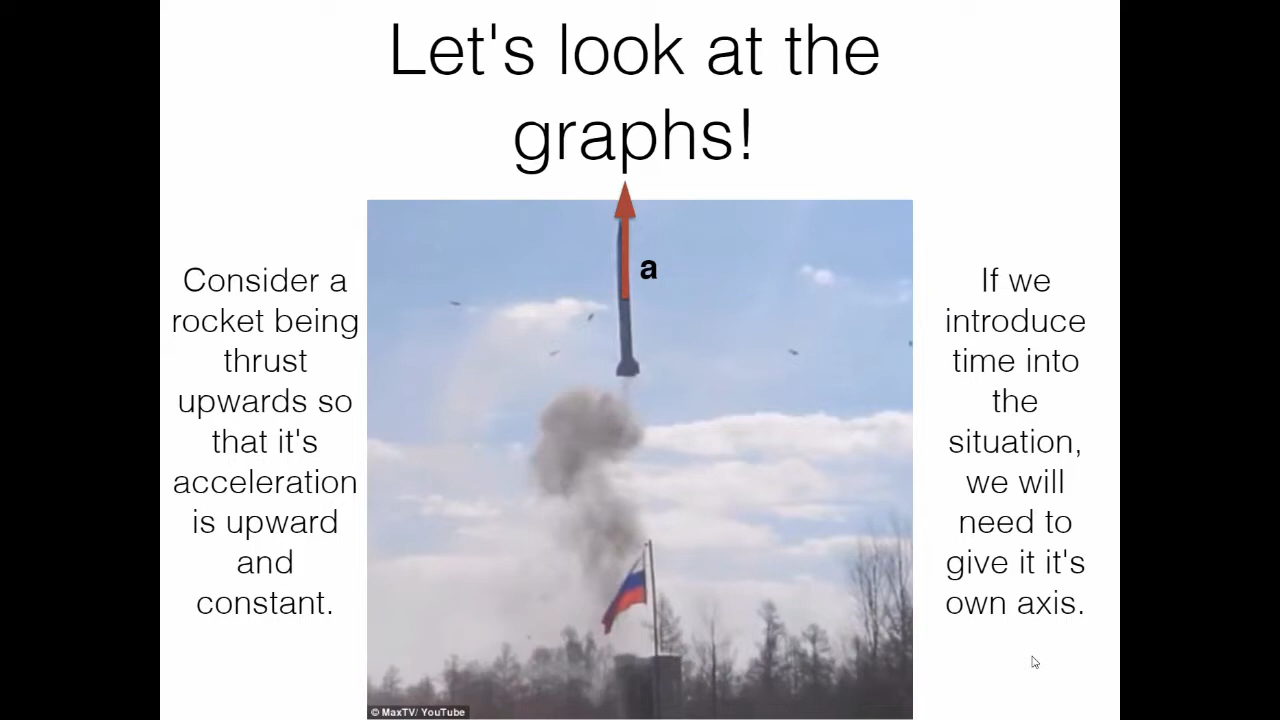 Let's look at the
graphs!
a
Consider a
rocket being
thrust
upwards so
that it's
acceleration
is upward
and
constant.
If we
introduce
time into
the
situation,
we will
need to
give it it's
own axis.
© MaxTV/ YouTube